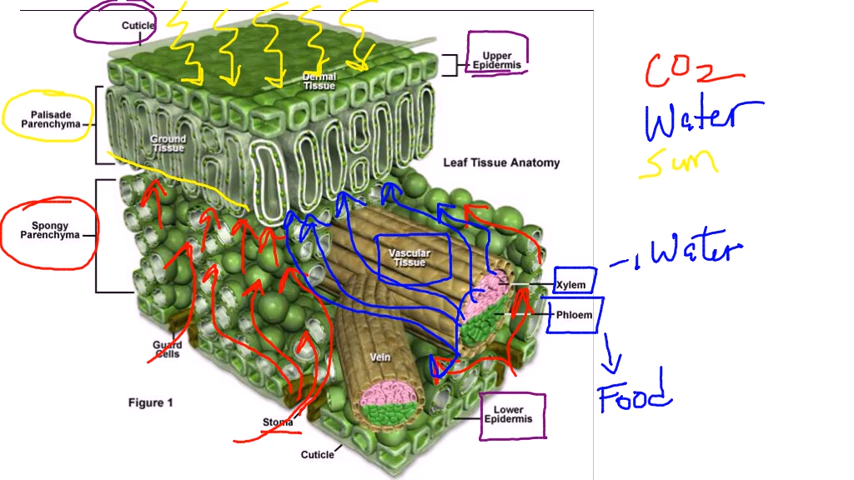 Cuticle
Upper
Epidermis
Dermal
Tissue
Palisade
Parenchyma
Ground
Tissue
Leaf Tissue Anatomy
Spongy
Parenchyma
Vascular
Tissue
Xylem
Phloem
Guard
Cells
Vein
Figure 1
Stoma
Lower
Epidermis
Cuticle
CO2
Water
Sun
Water
Food